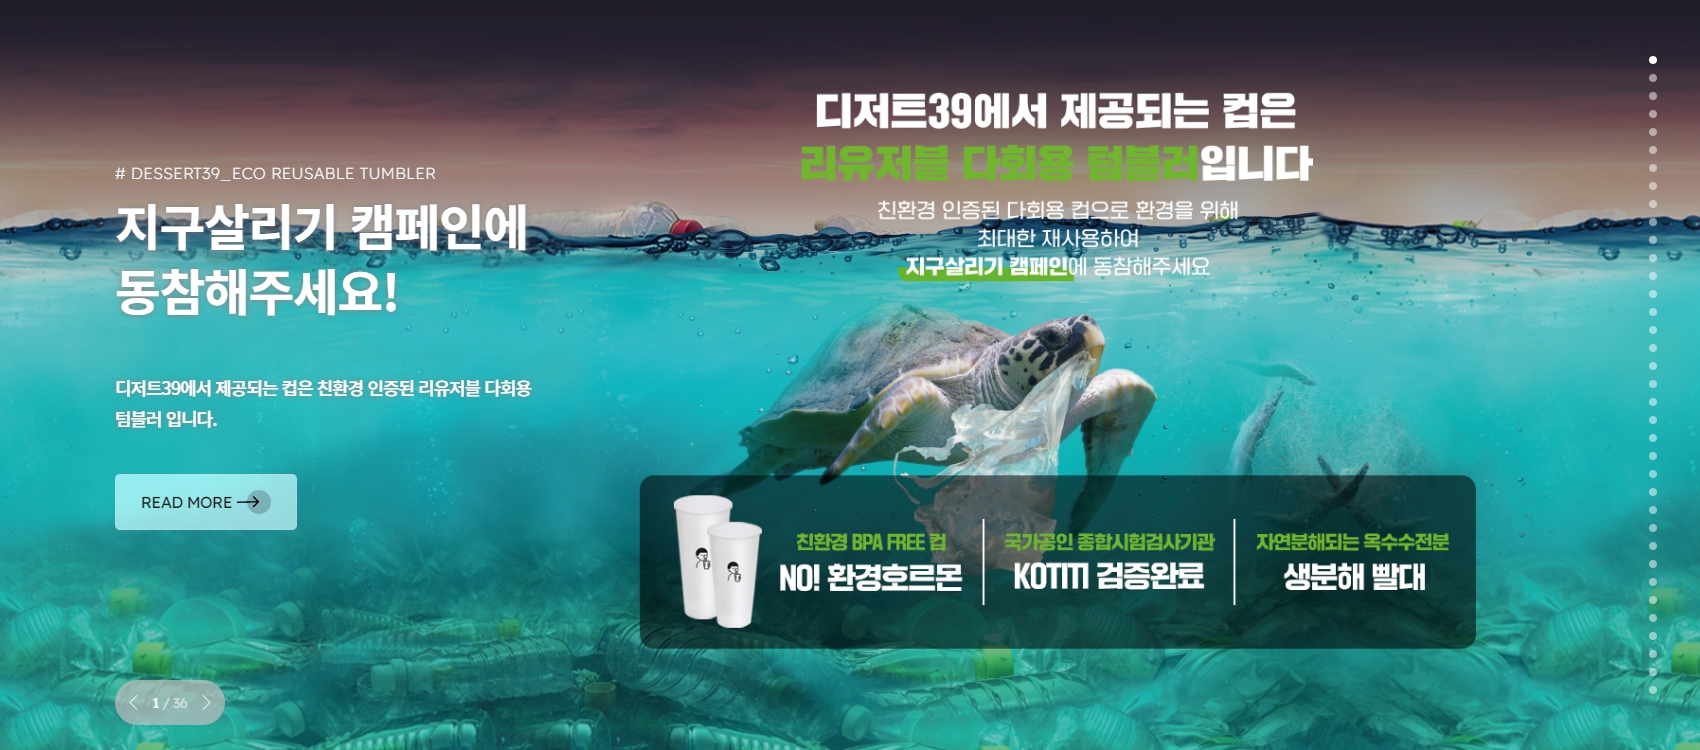 # DESSERT39_ECO REUSABLE TUMBLER
지구살리기 캠페인에
동참해주세요!
디저트39에서 제공되는 컵은 친환경 인증된 리유저블 다회용
텀블러 입니다.
READ MORE
1 / 36
디저트39에서 제공되는 컵은
리유저블 다회용 텀블러입니다
친환경 인증된 다회용 컵으로 환경을 위해
최대한 재사용하여
지구살리기 캠페인에 동참해주세요
친환경 BPA FREE 컵
NO! 환경호르몬
국가공인 종합시험검사기관
KOTITI 검증완료
자연분해되는 옥수수전분
생분해 빨대